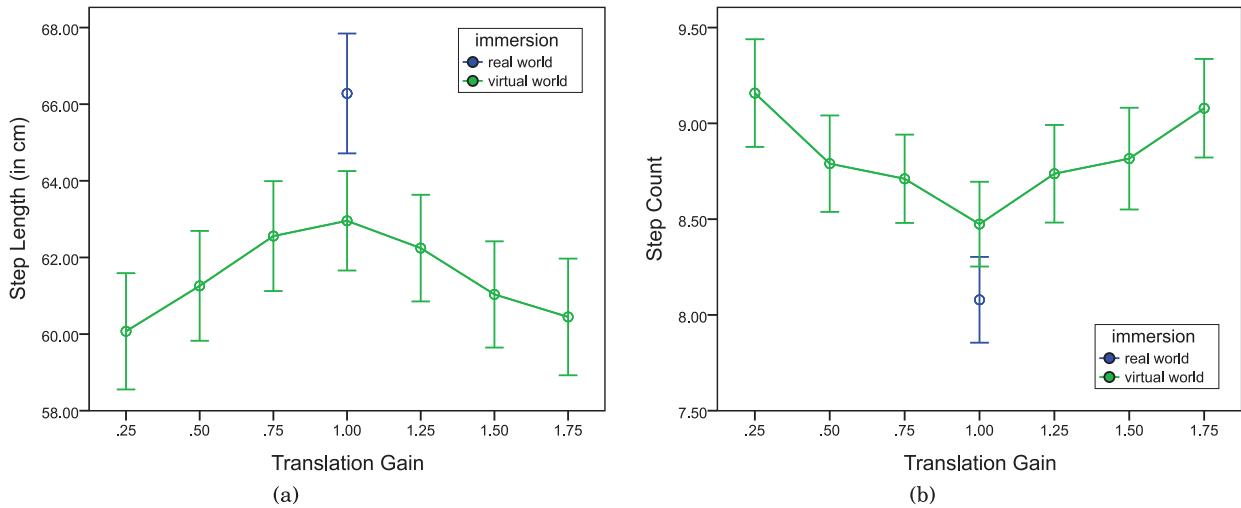 68.00
66.00
64.00
62.00
60.00
58.00
Step Length (in cm)
immersion
real world
virtual world
.25 .50 .75 1.00 1.25 1.50 1.75
Translation Gain
(a)
9.50
9.00
8.50
8.00
7.50
Step Count
immersion
real world
virtual world
.25 .50 .75 1.00 1.25 1.50 1.75
Translation Gain
(b)